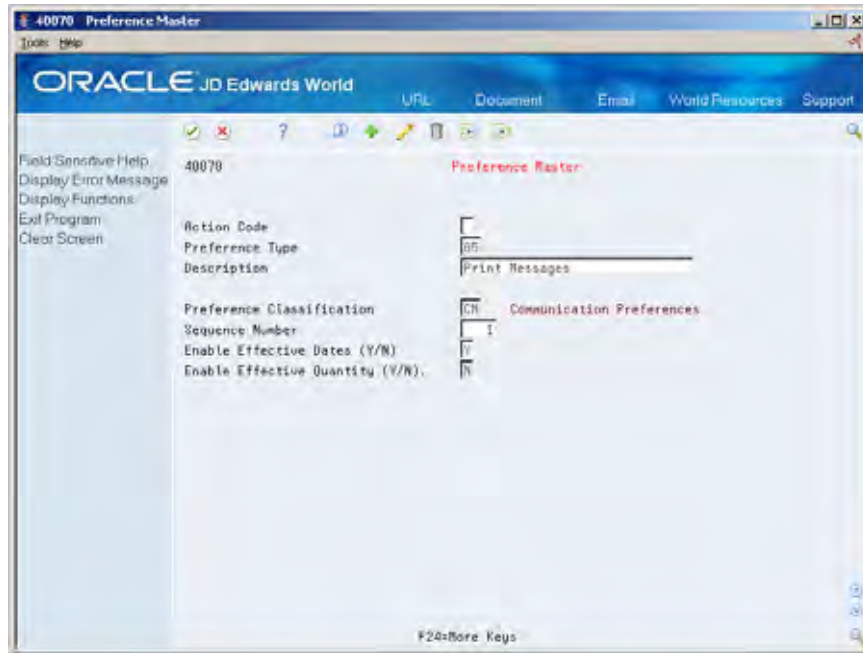 40070 Preference Master
Tools Help
ORACLE JD Edwards World
URL Document Email World Resources Support
?
Field Sensitive Help
Display Error Message
Display Functions
Exit Program
Clear Screen
40070 Preference Master
Action Code
Preference Type 05
Description Print Messages
Preference Classification CM Communication Preferences
Sequence Number 1
Enable Effective Dates (Y/N) Y
Enable Effective Quantity (Y/N). N
F24=More Keys